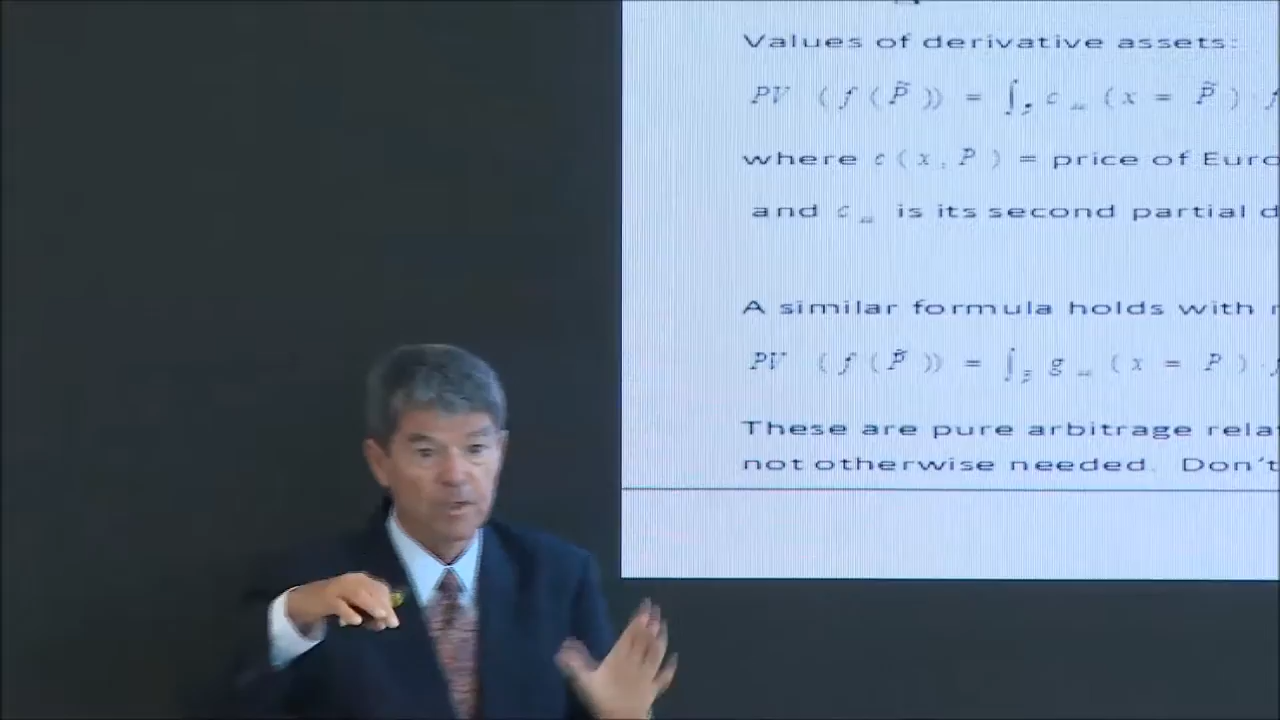 Values of derivative assets:
PV ( f ( P̃ )) = ∫ c ( x = P̃ ) · f
where c ( x , P ) = price of Euro
and c is its second partial d
A similar formula holds with r
PV ( f ( P̃ )) = ∫ g ( x = P ) · f
These are pure arbitrage rela
not otherwise needed. Don't